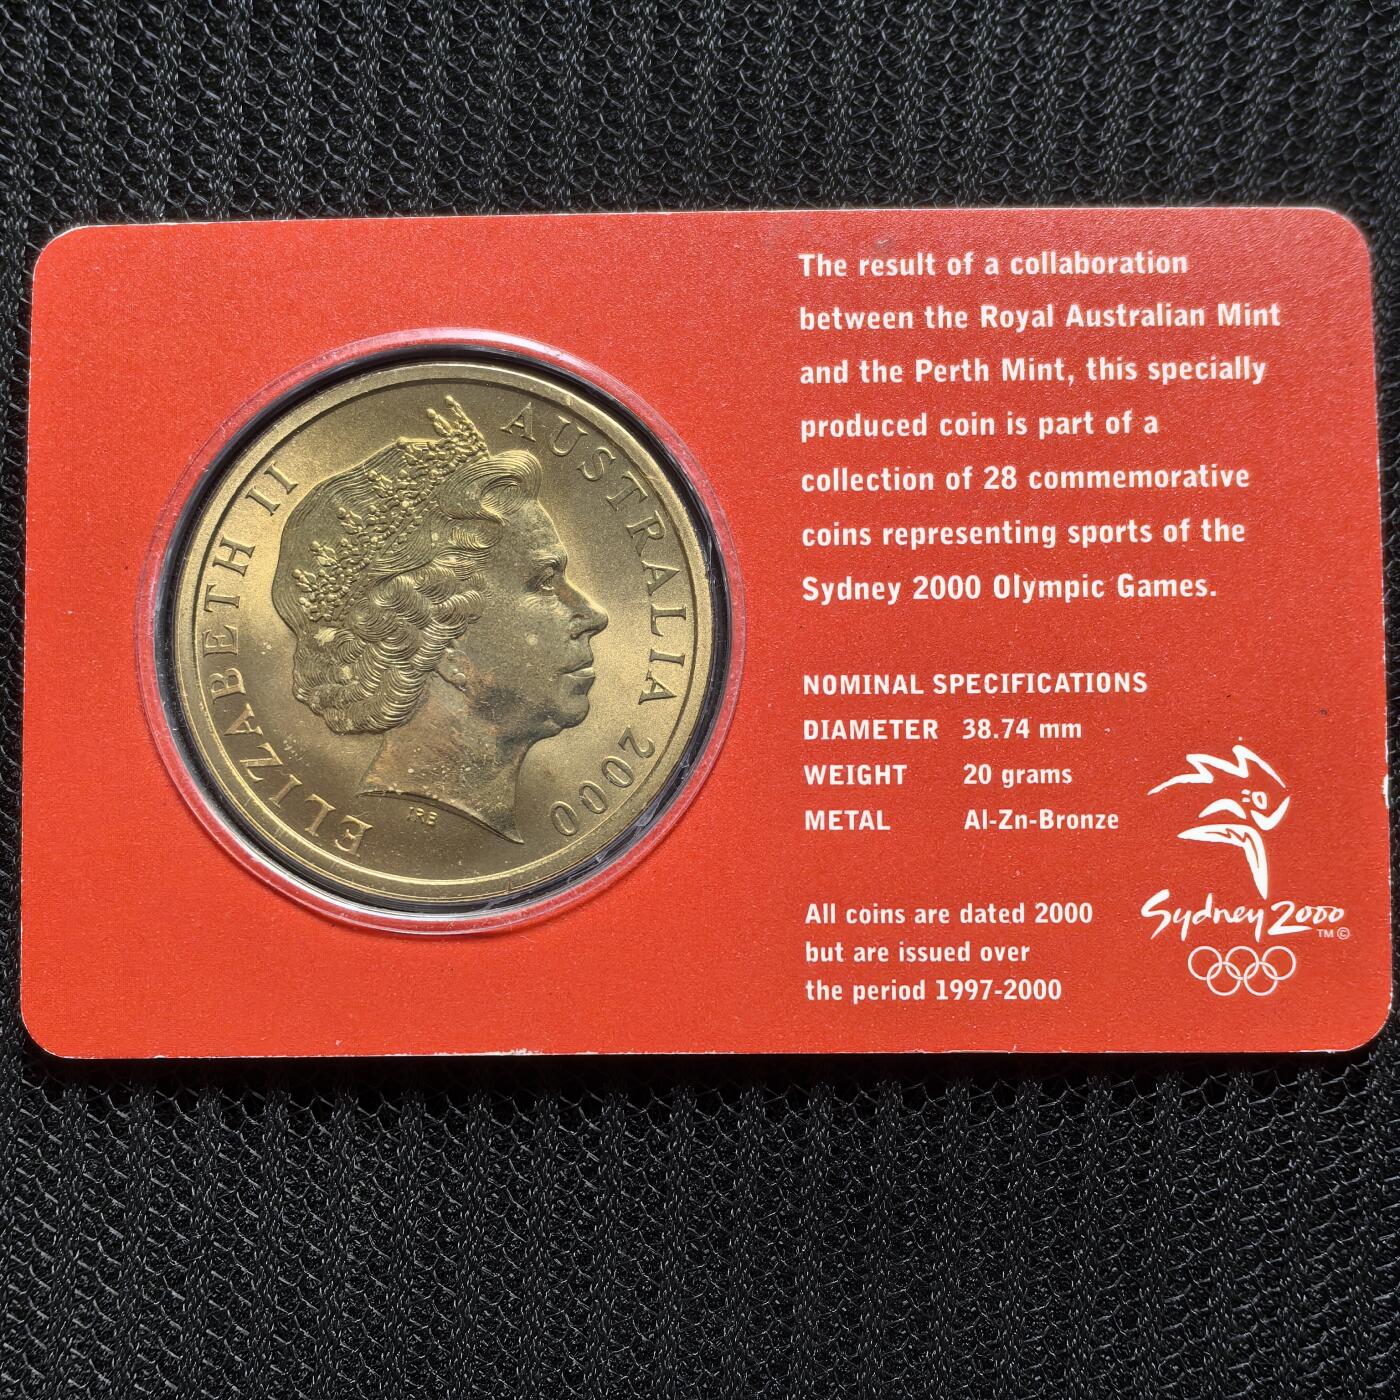 ELIZABETH II
AUSTRALIA 2000
IRB
The result of a collaboration
between the Royal Australian Mint
and the Perth Mint, this specially
produced coin is part of a
collection of 28 commemorative
coins representing sports of the
Sydney 2000 Olympic Games.
NOMINAL SPECIFICATIONS
DIAMETER 38.74 mm
WEIGHT 20 grams
METAL Al-Zn-Bronze
All coins are dated 2000
but are issued over
the period 1997-2000
Sydney 2000
TM ©